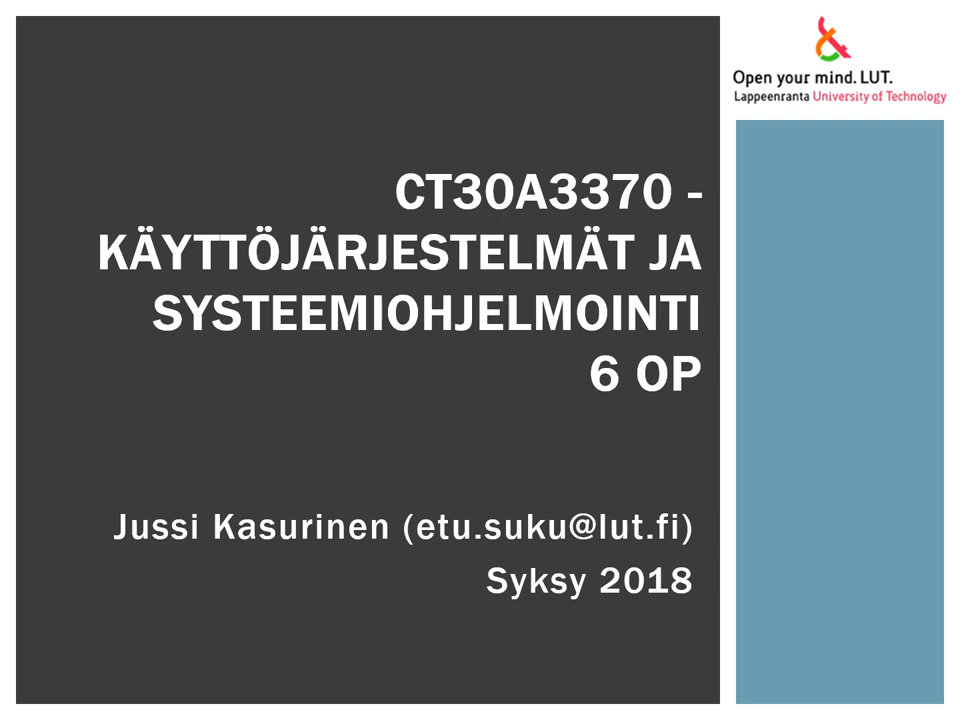 Open your mind. LUT.
Lappeenranta University of Technology
CT30A3370 -
KÄYTTÖJÄRJESTELMÄT JA
SYSTEEMIOHJELMOINTI
6 OP
Jussi Kasurinen (etu.suku@lut.fi)
Syksy 2018